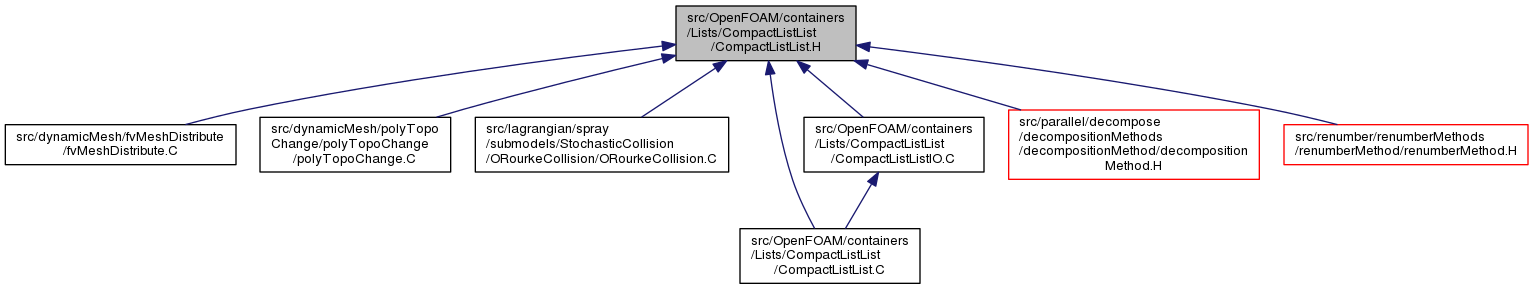 src/OpenFOAM/containers
/Lists/CompactListList
/CompactListList.H
src/dynamicMesh/fvMeshDistribute
/fvMeshDistribute.C
src/dynamicMesh/polyTopo
Change/polyTopoChange
/polyTopoChange.C
src/lagrangian/spray
/submodels/StochasticCollision
/ORourkeCollision/ORourkeCollision.C
src/OpenFOAM/containers
/Lists/CompactListList
/CompactListListIO.C
src/parallel/decompose
/decompositionMethods
/decompositionMethod/decomposition
Method.H
src/renumber/renumberMethods
/renumberMethod/renumberMethod.H
src/OpenFOAM/containers
/Lists/CompactListList
/CompactListList.C